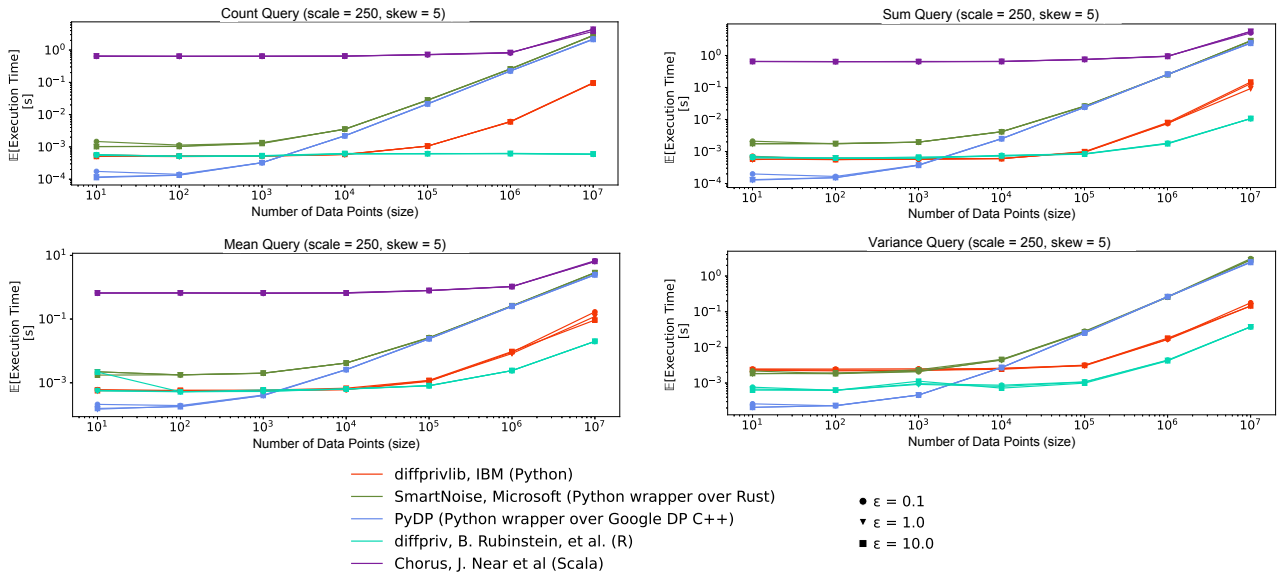 Count Query (scale = 250, skew = 5)
𝔼[Execution Time]
[s]
10⁰
10⁻¹
10⁻²
10⁻³
10⁻⁴
10¹ 10² 10³ 10⁴ 10⁵ 10⁶ 10⁷
Number of Data Points (size)
Sum Query (scale = 250, skew = 5)
𝔼[Execution Time]
[s]
10⁰
10⁻¹
10⁻²
10⁻³
10⁻⁴
10¹ 10² 10³ 10⁴ 10⁵ 10⁶ 10⁷
Number of Data Points (size)
Mean Query (scale = 250, skew = 5)
𝔼[Execution Time]
[s]
10¹
10⁻¹
10⁻³
10¹ 10² 10³ 10⁴ 10⁵ 10⁶ 10⁷
Number of Data Points (size)
Variance Query (scale = 250, skew = 5)
𝔼[Execution Time]
[s]
10⁰
10⁻¹
10⁻²
10⁻³
10¹ 10² 10³ 10⁴ 10⁵ 10⁶ 10⁷
Number of Data Points (size)
diffprivlib, IBM (Python)
SmartNoise, Microsoft (Python wrapper over Rust)
PyDP (Python wrapper over Google DP C++)
diffpriv, B. Rubinstein, et al. (R)
Chorus, J. Near et al (Scala)
ε = 0.1
ε = 1.0
ε = 10.0